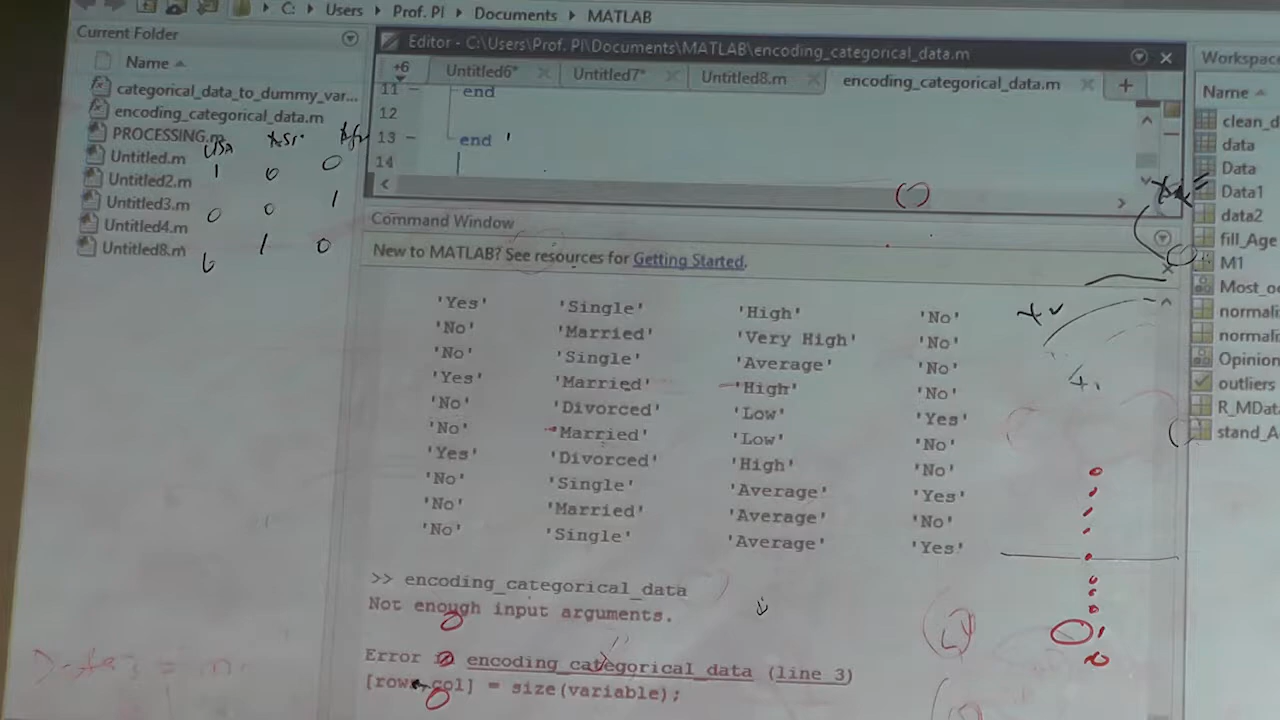 C: Users Prof. PI Documents MATLAB
Current Folder
Name
categorical_data_to_dummy_var...
encoding_categorical_data.m
PROCESSING.m
Untitled.m
Untitled2.m
Untitled3.m
Untitled4.m
Untitled8.m
1 0 0
0 0 1
1 0
Editor - C:\Users\Prof. PI\Documents\MATLAB\encoding_categorical_data.m
+6 Untitled6* Untitled7* Untitled8.m encoding_categorical_data.m +
11 end
12
13 end
14
Command Window
New to MATLAB? See resources for Getting Started.
'Yes' 'Single' 'High' 'No'
'No' 'Married' 'Very High' 'No'
'No' 'Single' 'Average' 'No'
'Yes' 'Married' 'High' 'No'
'No' 'Divorced' 'Low' 'Yes'
'No' 'Married' 'Low' 'No'
'Yes' 'Divorced' 'High' 'No'
'No' 'Single' 'Average' 'Yes'
'No' 'Married' 'Average' 'No'
'No' 'Single' 'Average' 'Yes'
>> encoding_categorical_data
Not enough input arguments.
Error in encoding_categorical_data (line 3)
[row, col] = size(variable);
Workspace
Name
clean_d
data
Data
Data1
data2
fill_Age
M1
Most_o
normali
normali
Opinion
outliers
R_MData
stand_A